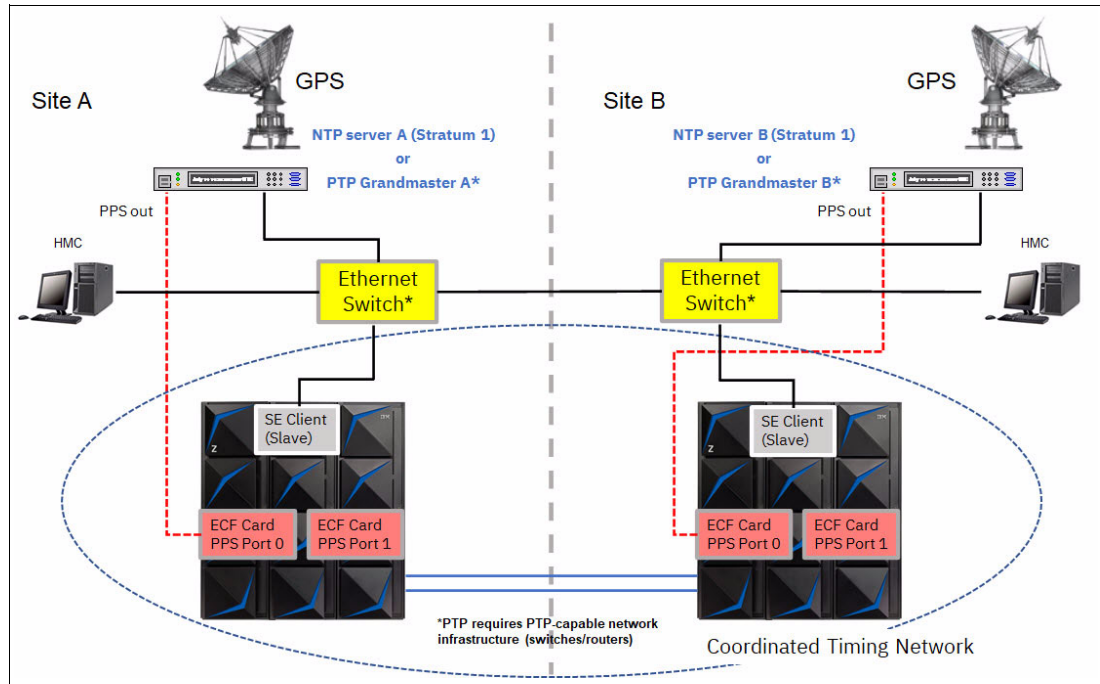 Site A
GPS
NTP server A (Stratum 1)
or
PTP Grandmaster A*
PPS out
HMC
Ethernet
Switch*
SE Client
(Slave)
Z
ECF Card
PPS Port 0
ECF Card
PPS Port 1
Site B
GPS
NTP server B (Stratum 1)
or
PTP Grandmaster B*
PPS out
HMC
Ethernet
Switch*
SE Client
(Slave)
Z
ECF Card
PPS Port 0
ECF Card
PPS Port 1
*PTP requires PTP-capable network
infrastructure (switches/routers)
Coordinated Timing Network